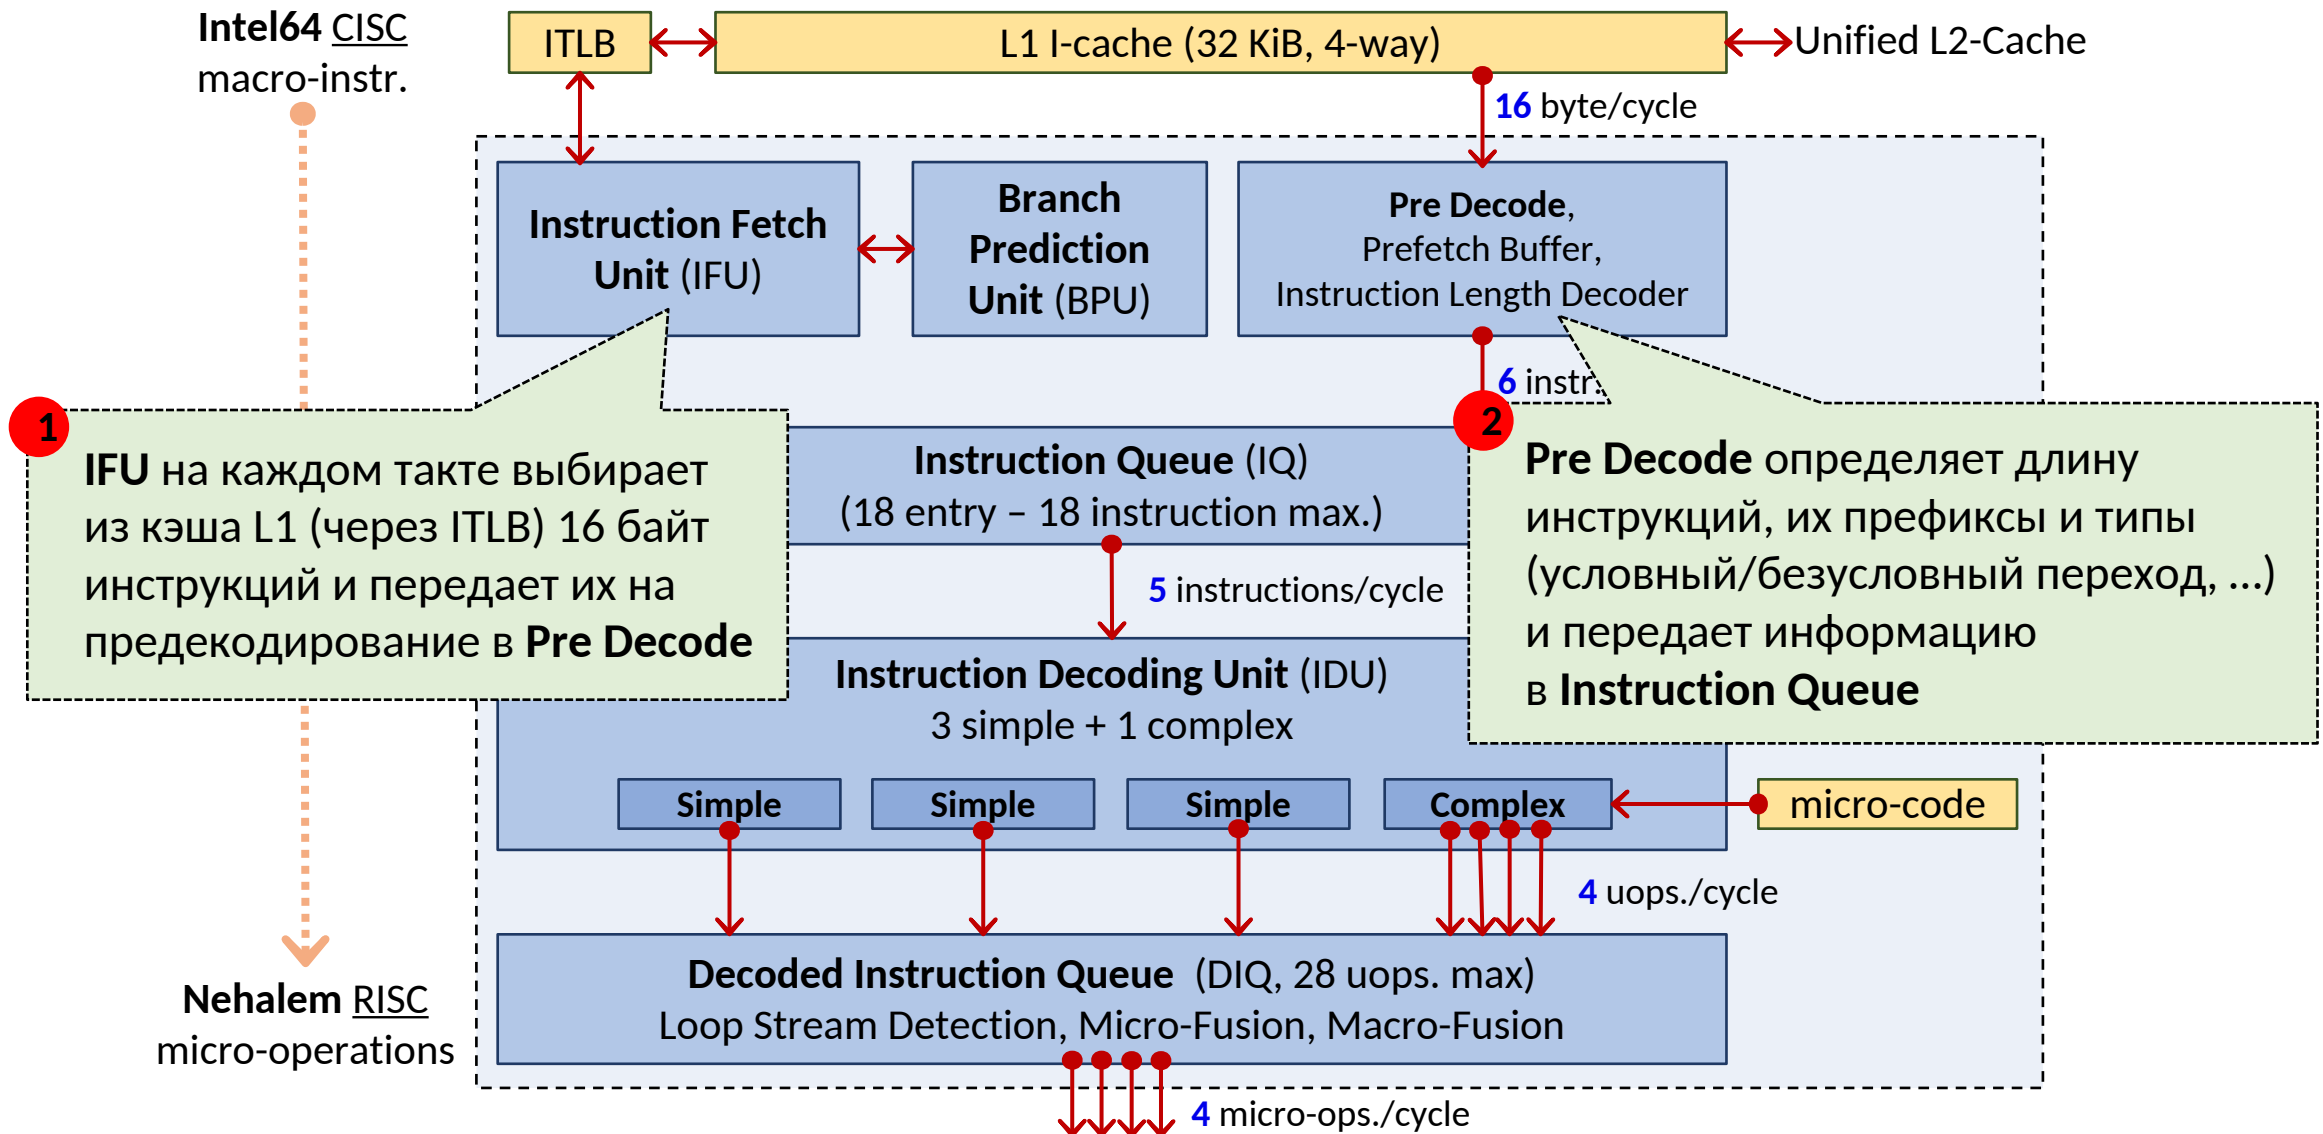 Intel64 CISC
macro-instr.
ITLB
L1 I-cache (32 KiB, 4-way)
Unified L2-Cache
16 byte/cycle
Instruction Fetch
Unit (IFU)
Branch
Prediction
Unit (BPU)
Pre Decode,
Prefetch Buffer,
Instruction Length Decoder
6 instr.
1
IFU на каждом такте выбирает
из кэша L1 (через ITLB) 16 байт
инструкций и передает их на
предекодирование в Pre Decode
2
Pre Decode определяет длину
инструкций, их префиксы и типы
(условный/безусловный переход, ...)
и передает информацию
в Instruction Queue
Instruction Queue (IQ)
(18 entry – 18 instruction max.)
5 instructions/cycle
Instruction Decoding Unit (IDU)
3 simple + 1 complex
Simple
Simple
Simple
Complex
micro-code
4 uops./cycle
Decoded Instruction Queue (DIQ, 28 uops. max)
Loop Stream Detection, Micro-Fusion, Macro-Fusion
Nehalem RISC
micro-operations
4 micro-ops./cycle